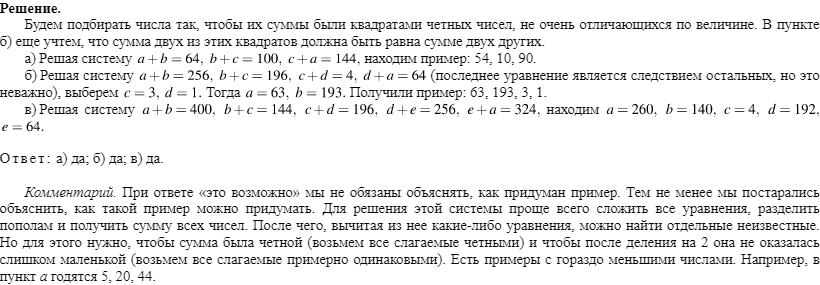 Решение.
Будем подбирать числа так, чтобы их суммы были квадратами четных чисел, не очень отличающихся по величине. В пункте
б) еще учтем, что сумма двух из этих квадратов должна быть равна сумме двух других.
а) Решая систему a + b = 64, b + c = 100, c + a = 144, находим пример: 54, 10, 90.
б) Решая систему a + b = 256, b + c = 196, c + d = 4, d + a = 64 (последнее уравнение является следствием остальных, но это
неважно), выберем c = 3, d = 1. Тогда a = 63, b = 193. Получили пример: 63, 193, 3, 1.
в) Решая систему a + b = 400, b + c = 144, c + d = 196, d + e = 256, e + a = 324, находим a = 260, b = 140, c = 4, d = 192,
e = 64.
Ответ: а) да; б) да; в) да.
Комментарий. При ответе «это возможно» мы не обязаны объяснять, как придуман пример. Тем не менее мы постарались
объяснить, как такой пример можно придумать. Для решения этой системы проще всего сложить все уравнения, разделить
пополам и получить сумму всех чисел. После чего, вычитая из нее какие-либо уравнения, можно найти отдельные неизвестные.
Но для этого нужно, чтобы сумма была четной (возьмем все слагаемые четными) и чтобы после деления на 2 она не оказалась
слишком маленькой (возьмем все слагаемые примерно одинаковыми). Есть примеры с гораздо меньшими числами. Например, в
пункт а годятся 5, 20, 44.